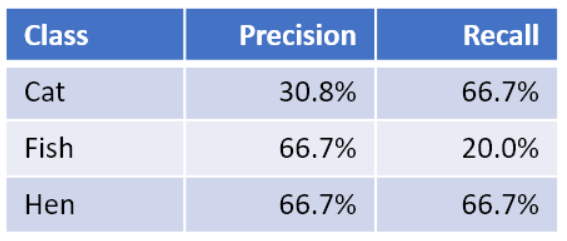 Class Precision Recall
Cat 30.8% 66.7%
Fish 66.7% 20.0%
Hen 66.7% 66.7%